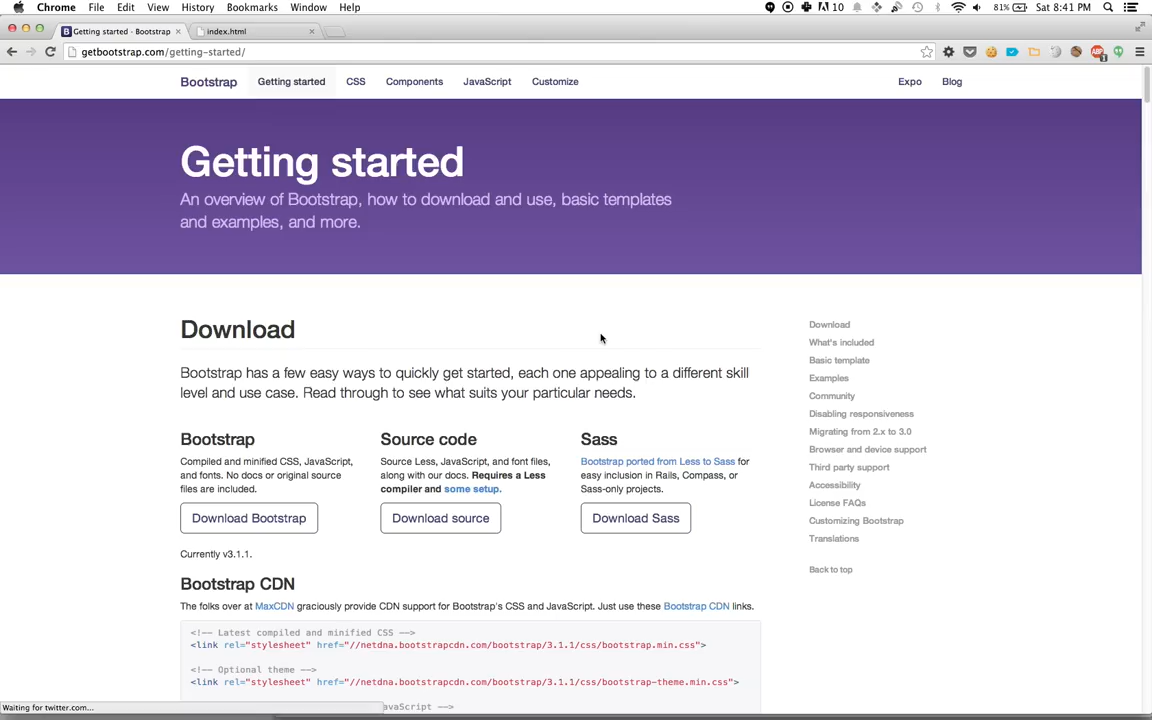 Chrome File Edit View History Bookmarks Window Help 10 81% Sat 8:41 PM
Getting started · Bootstrap index.html
getbootstrap.com/getting-started/
Bootstrap Getting started CSS Components JavaScript Customize Expo Blog
Getting started
An overview of Bootstrap, how to download and use, basic templates
and examples, and more.
Download
Bootstrap has a few easy ways to quickly get started, each one appealing to a different skill
level and use case. Read through to see what suits your particular needs.
Bootstrap
Compiled and minified CSS, JavaScript,
and fonts. No docs or original source
files are included.
Download Bootstrap
Source code
Source Less, JavaScript, and font files,
along with our docs. Requires a Less
compiler and some setup.
Download source
Sass
Bootstrap ported from Less to Sass for
easy inclusion in Rails, Compass, or
Sass-only projects.
Download Sass
Currently v3.1.1.
Bootstrap CDN
The folks over at MaxCDN graciously provide CDN support for Bootstrap's CSS and JavaScript. Just use these Bootstrap CDN links.
<!-- Latest compiled and minified CSS -->
<link rel="stylesheet" href="//netdna.bootstrapcdn.com/bootstrap/3.1.1/css/bootstrap.min.css">
<!-- Optional theme -->
<link rel="stylesheet" href="//netdna.bootstrapcdn.com/bootstrap/3.1.1/css/bootstrap-theme.min.css">
avaScript -->
Download
What's included
Basic template
Examples
Community
Disabling responsiveness
Migrating from 2.x to 3.0
Browser and device support
Third party support
Accessibility
License FAQs
Customizing Bootstrap
Translations
Back to top
Waiting for twitter.com...